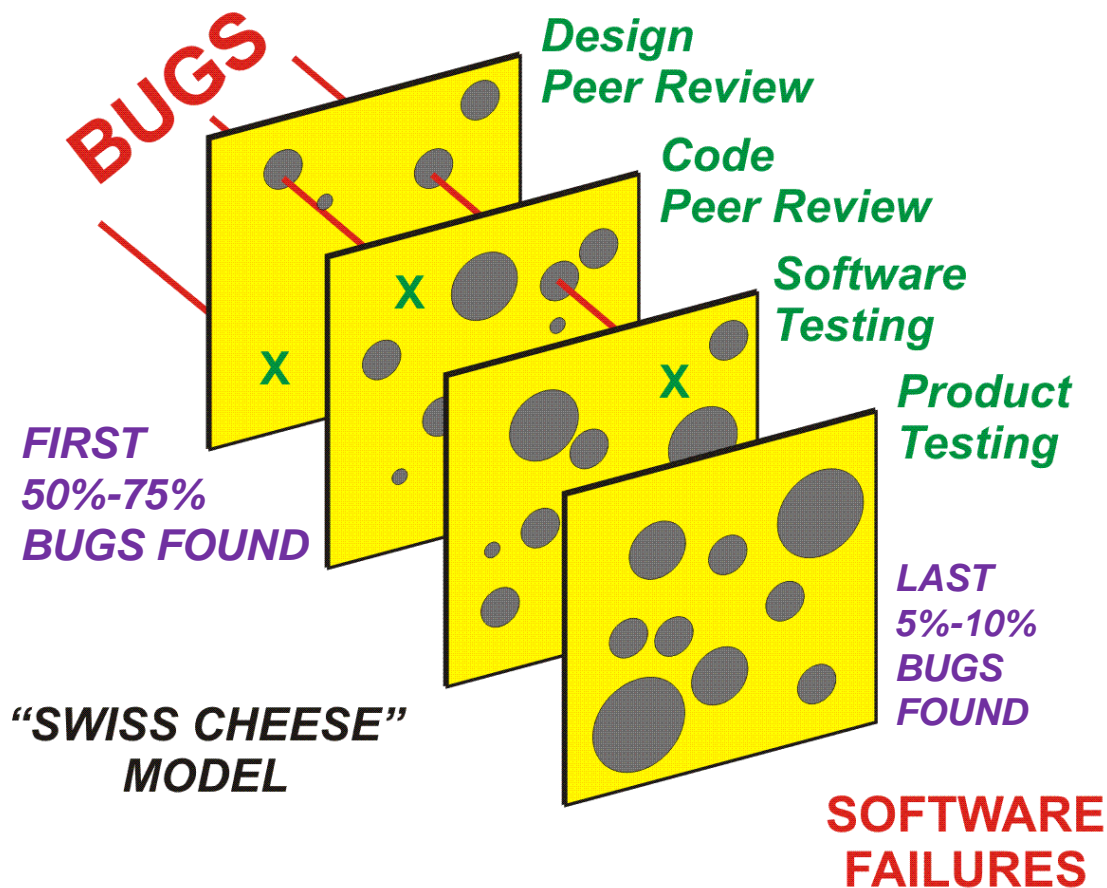 BUGS
Design
Peer Review
Code
Peer Review
Software
Testing
Product
Testing
X
X
X
FIRST
50%-75%
BUGS FOUND
LAST
5%-10%
BUGS
FOUND
“SWISS CHEESE”
MODEL
SOFTWARE
FAILURES